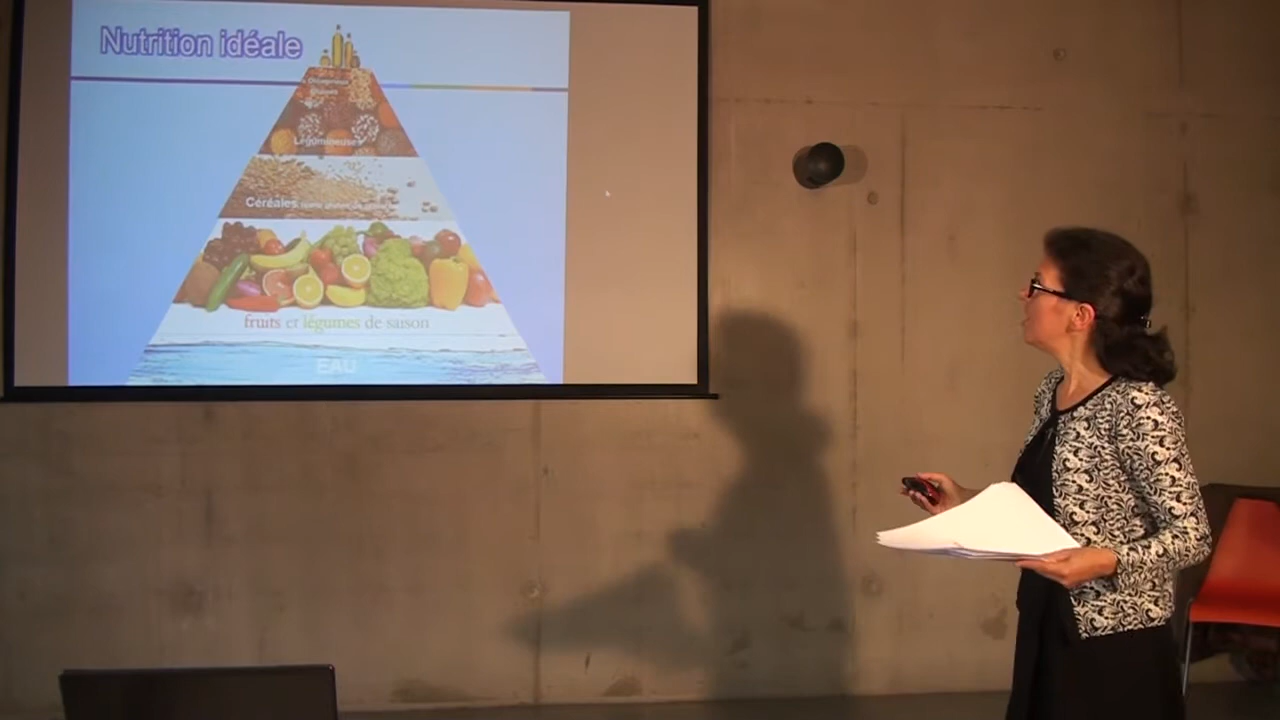 Nutrition idéale
Légumineuses
Céréales
fruits et légumes de saison
EAU